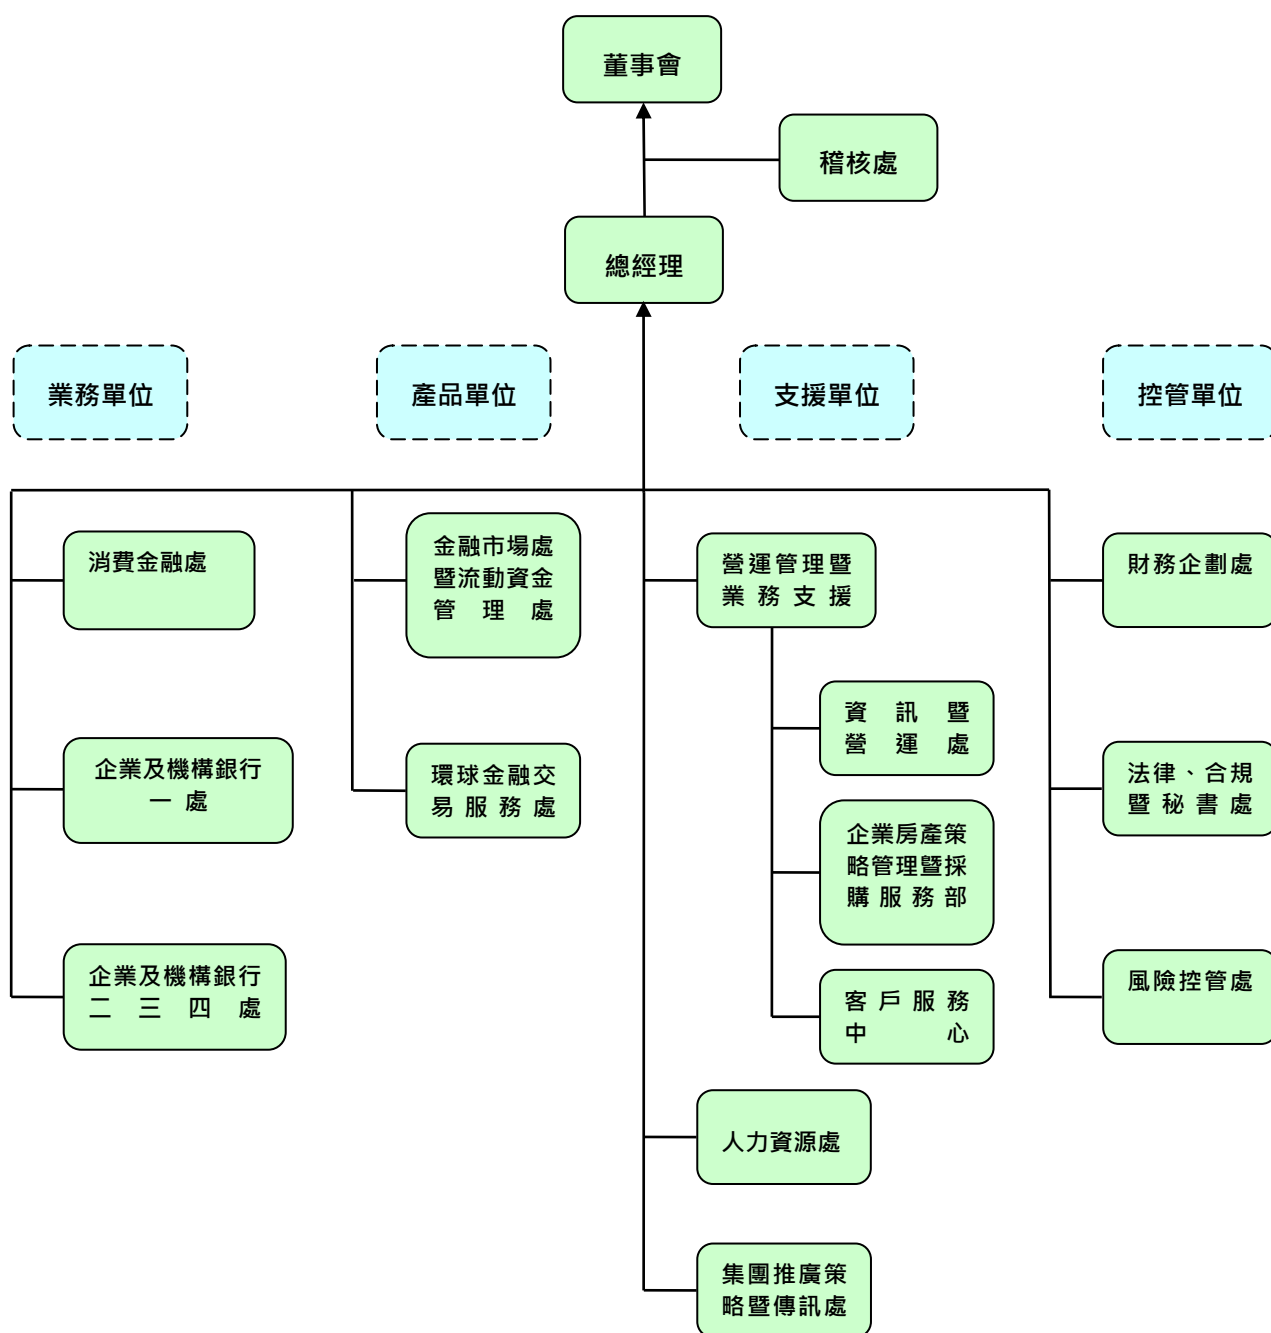 董事會
稽核處
總經理
業務單位
產品單位
支援單位
控管單位
消費金融處
企業及機構銀行
一處
企業及機構銀行
二三四處
金融市場處
暨流動資金
管理處
環球金融交
易服務處
營運管理暨
業務支援
資訊暨
營運處
企業房產策
略管理暨採
購服務部
客戶服務
中心
人力資源處
集團推廣策
略暨傳訊處
財務企劃處
法律、合規
暨秘書處
風險控管處